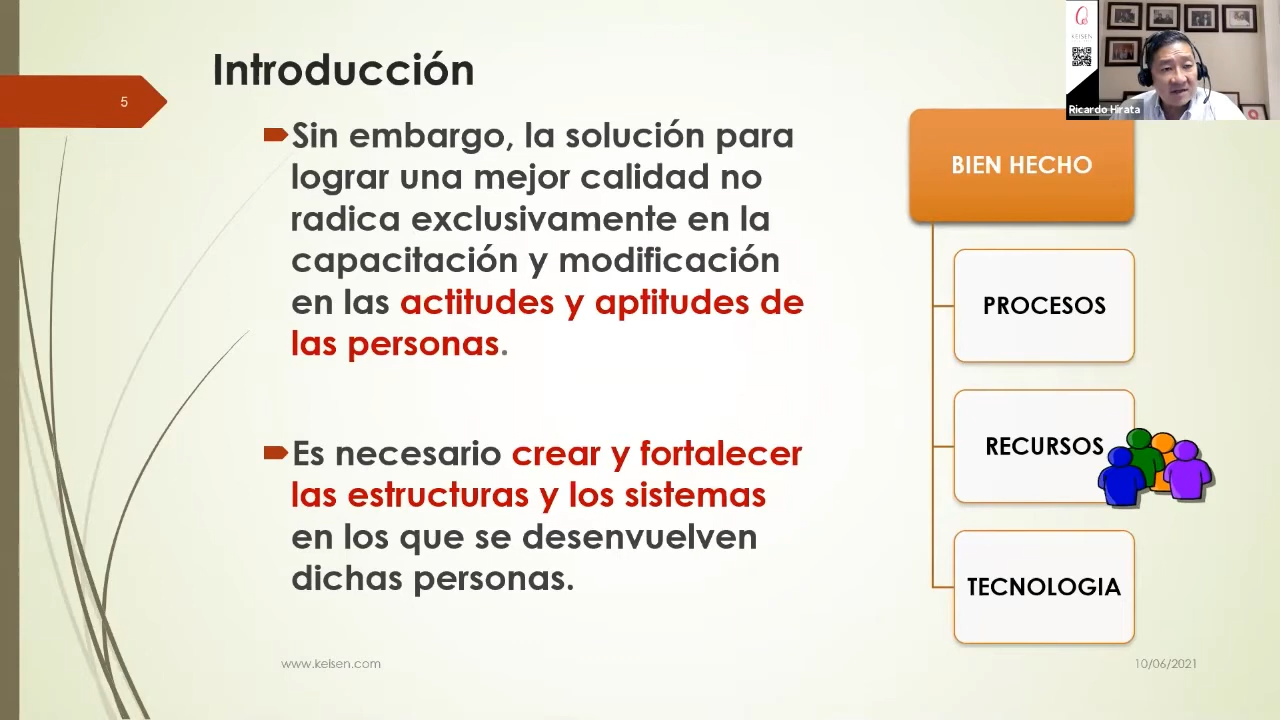 Introducción
5
Sin embargo, la solución para
lograr una mejor calidad no
radica exclusivamente en la
capacitación y modificación
en las actitudes y aptitudes de
las personas.
Es necesario crear y fortalecer
las estructuras y los sistemas
en los que se desenvuelven
dichas personas.
BIEN HECHO
PROCESOS
RECURSOS
TECNOLOGIA
www.kelsen.com
10/06/2021
KELSEN
Ricardo Hirata